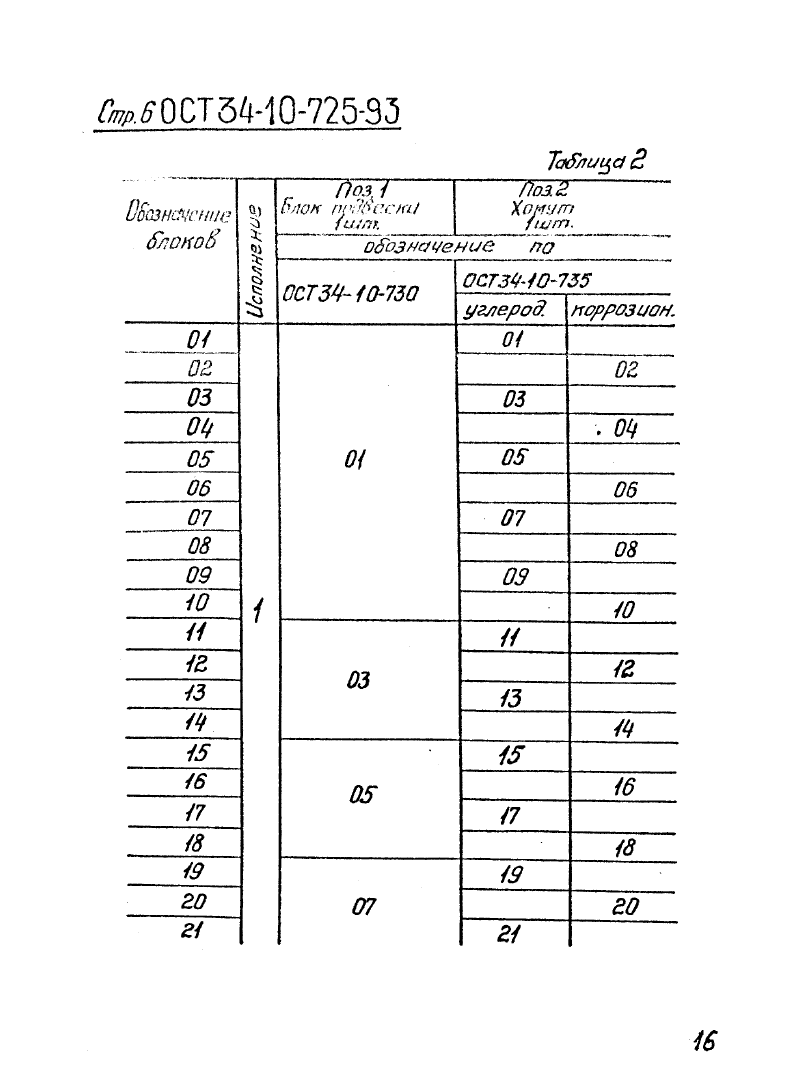 Стр.6 ОСТ 34-10-725-93
Таблица 2
Обозначение блоков
Исполнение
Поз. 1 Блок подвески 1 шт.
Поз. 2 Хомут 1 шт.
обозначение по
ОСТ 34-10-730
ОСТ 34-10-735
углерод. коррозион.
01 1 01 01
02 02
03 03
04 04
05 05
06 06
07 07
08 08
09 09
10 10
11 03 11
12 12
13 13
14 14
15 05 15
16 16
17 17
18 18
19 07 19
20 20
21 21
16